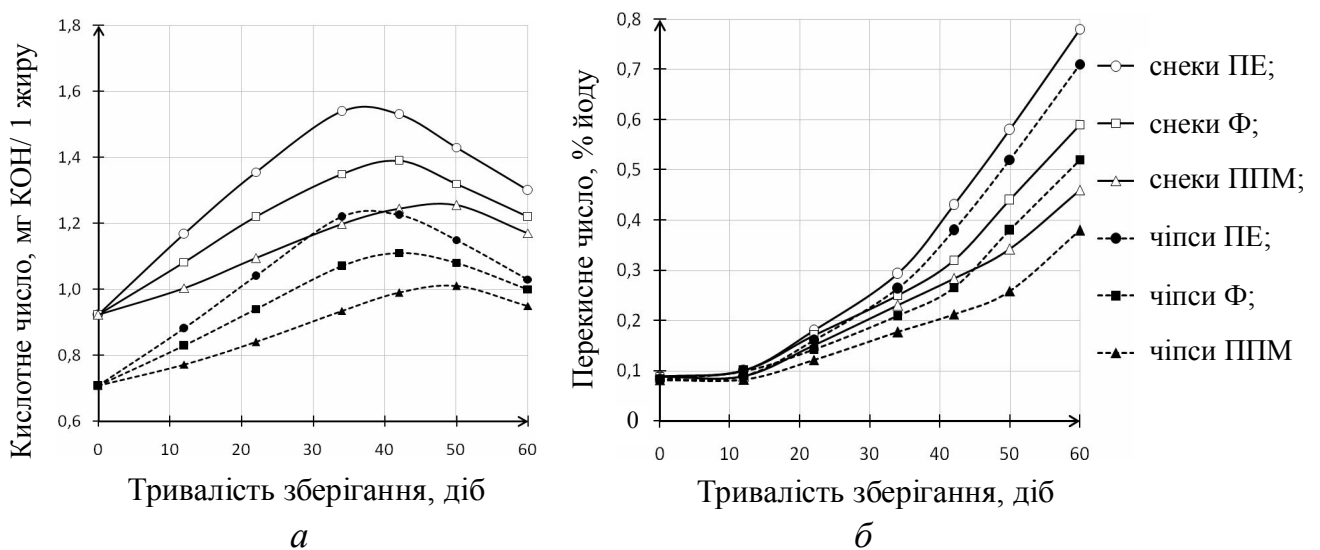 Кислотне число, мг КОН/ 1 жиру
1,8
1,6
1,4
1,2
1,0
0,8
0,6
0
10
20
30
40
50
60
Тривалість зберігання, діб
а
Перекисне число, % йоду
0,8
0,7
0,6
0,5
0,4
0,3
0,2
0,1
0
0
10
20
30
40
50
60
Тривалість зберігання, діб
б
снеки ПЕ;
снеки Ф;
снеки ППМ;
чіпси ПЕ;
чіпси Ф;
чіпси ППМ